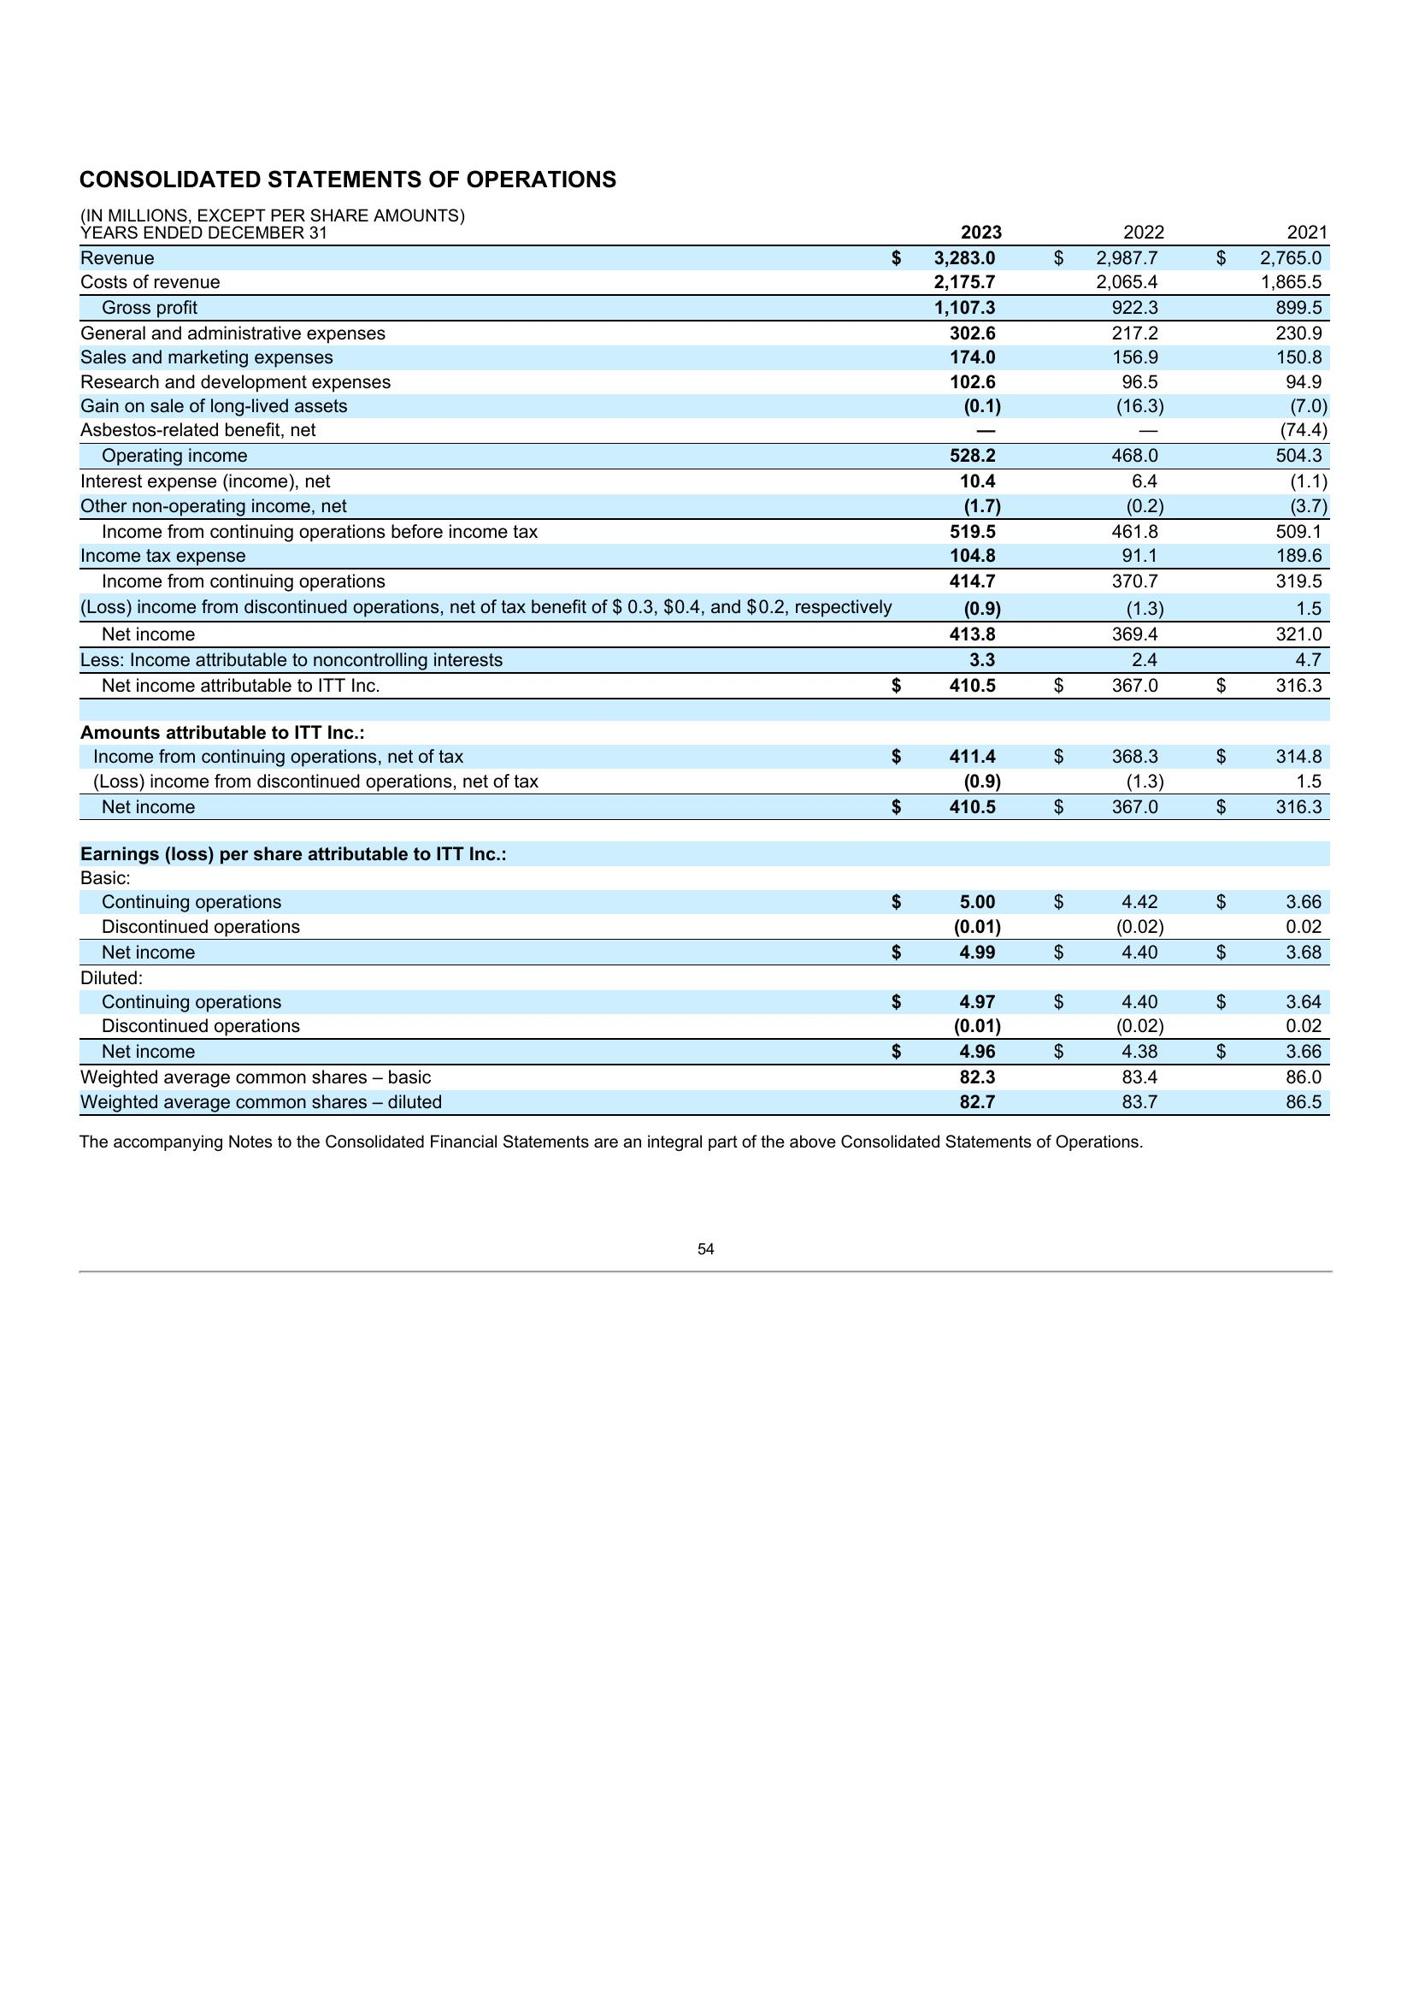 CONSOLIDATED STATEMENTS OF OPERATIONS
(IN MILLIONS, EXCEPT PER SHARE AMOUNTS)
YEARS ENDED DECEMBER 31 2023 2022 2021
Revenue $ 3,283.0 $ 2,987.7 $ 2,765.0
Costs of revenue 2,175.7 2,065.4 1,865.5
Gross profit 1,107.3 922.3 899.5
General and administrative expenses 302.6 217.2 230.9
Sales and marketing expenses 174.0 156.9 150.8
Research and development expenses 102.6 96.5 94.9
Gain on sale of long-lived assets (0.1) (16.3) (7.0)
Asbestos-related benefit, net — — (74.4)
Operating income 528.2 468.0 504.3
Interest expense (income), net 10.4 6.4 (1.1)
Other non-operating income, net (1.7) (0.2) (3.7)
Income from continuing operations before income tax 519.5 461.8 509.1
Income tax expense 104.8 91.1 189.6
Income from continuing operations 414.7 370.7 319.5
(Loss) income from discontinued operations, net of tax benefit of $ 0.3, $0.4, and $0.2, respectively (0.9) (1.3) 1.5
Net income 413.8 369.4 321.0
Less: Income attributable to noncontrolling interests 3.3 2.4 4.7
Net income attributable to ITT Inc. $ 410.5 $ 367.0 $ 316.3
Amounts attributable to ITT Inc.:
Income from continuing operations, net of tax $ 411.4 $ 368.3 $ 314.8
(Loss) income from discontinued operations, net of tax (0.9) (1.3) 1.5
Net income $ 410.5 $ 367.0 $ 316.3
Earnings (loss) per share attributable to ITT Inc.:
Basic:
Continuing operations $ 5.00 $ 4.42 $ 3.66
Discontinued operations (0.01) (0.02) 0.02
Net income $ 4.99 $ 4.40 $ 3.68
Diluted:
Continuing operations $ 4.97 $ 4.40 $ 3.64
Discontinued operations (0.01) (0.02) 0.02
Net income $ 4.96 $ 4.38 $ 3.66
Weighted average common shares – basic 82.3 83.4 86.0
Weighted average common shares – diluted 82.7 83.7 86.5
The accompanying Notes to the Consolidated Financial Statements are an integral part of the above Consolidated Statements of Operations.
54